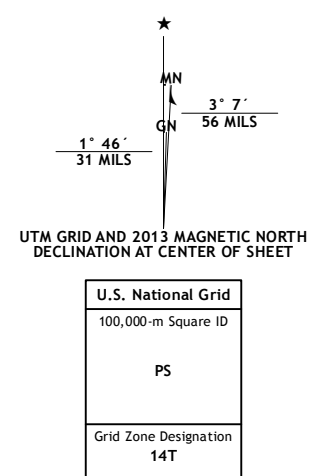 ★
MN
3° 7´
56 MILS
GN
1° 46´
31 MILS
UTM GRID AND 2013 MAGNETIC NORTH
DECLINATION AT CENTER OF SHEET
U.S. National Grid
100,000-m Square ID
PS
Grid Zone Designation
14T